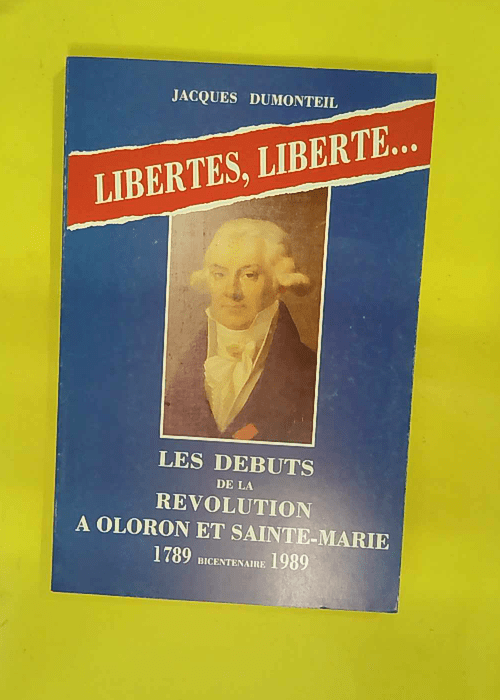 JACQUES DUMONTEIL
LIBERTES, LIBERTE...
LES DEBUTS
DE LA
REVOLUTION
A OLORON ET SAINTE-MARIE
1789 BICENTENAIRE 1989